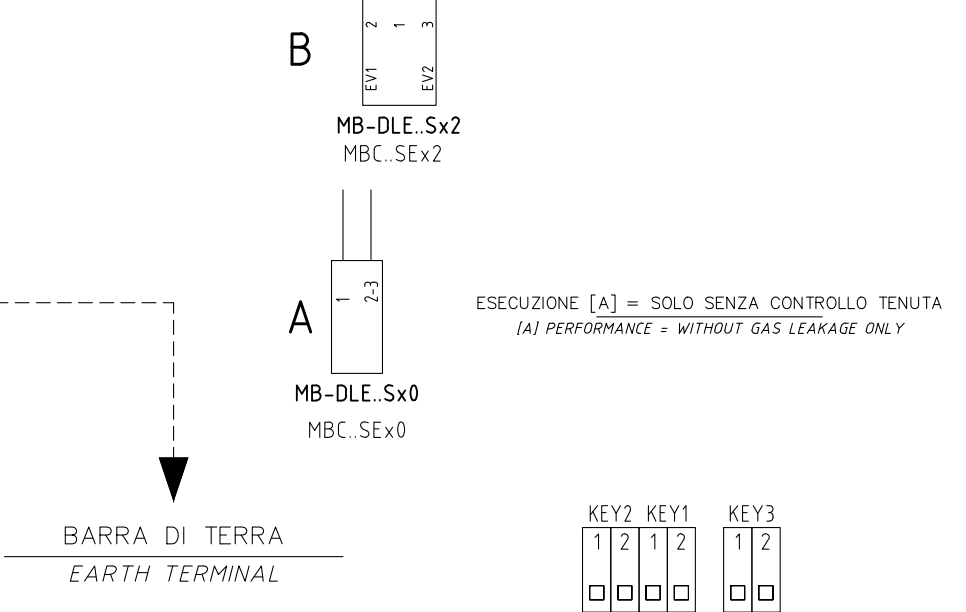 2 1 3
B
EV1 EV2
MB-DLE..Sx2
MBC..SEx2
1 2-3
A
MB-DLE..Sx0
MBC..SEx0
ESECUZIONE [A] = SOLO SENZA CONTROLLO TENUTA
[A] PERFORMANCE = WITHOUT GAS LEAKAGE ONLY
BARRA DI TERRA
EARTH TERMINAL
KEY2 KEY1 KEY3
1 2 1 2 1 2